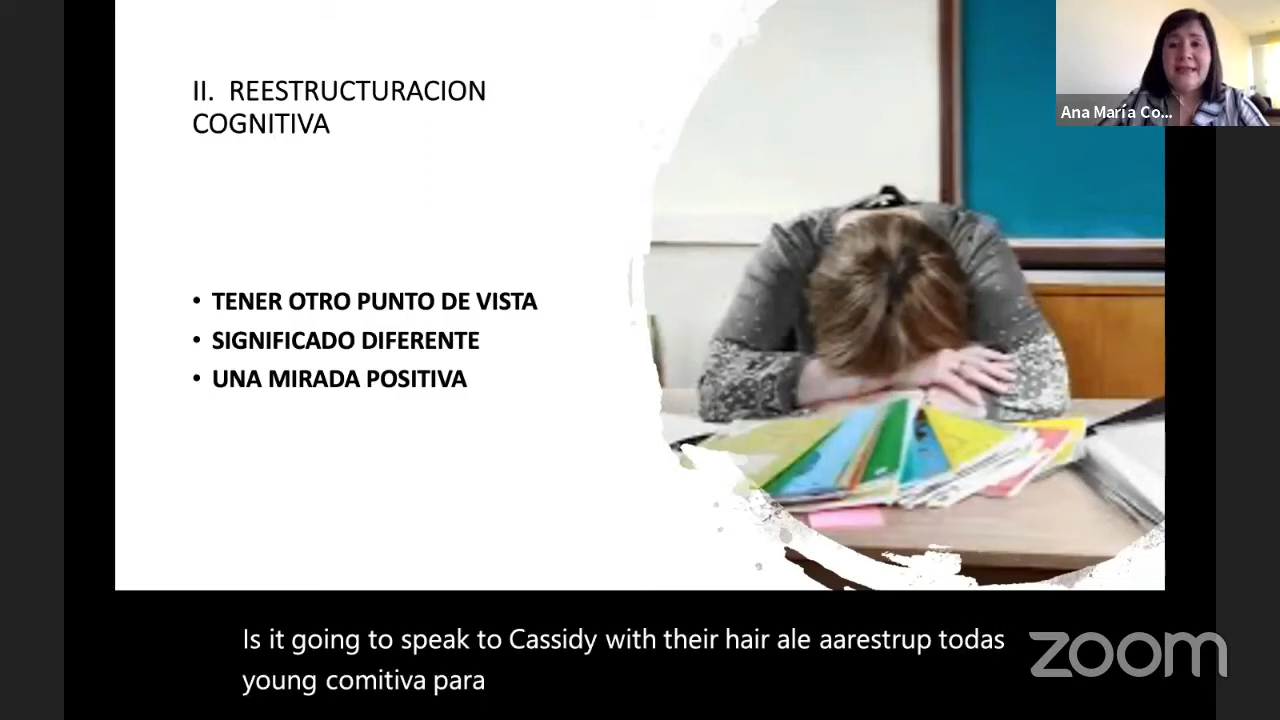 II. REESTRUCTURACION
COGNITIVA
• TENER OTRO PUNTO DE VISTA
• SIGNIFICADO DIFERENTE
• UNA MIRADA POSITIVA
Ana María Co...
Is it going to speak to Cassidy with their hair ale aarestrup todas
young comitiva para
zoom